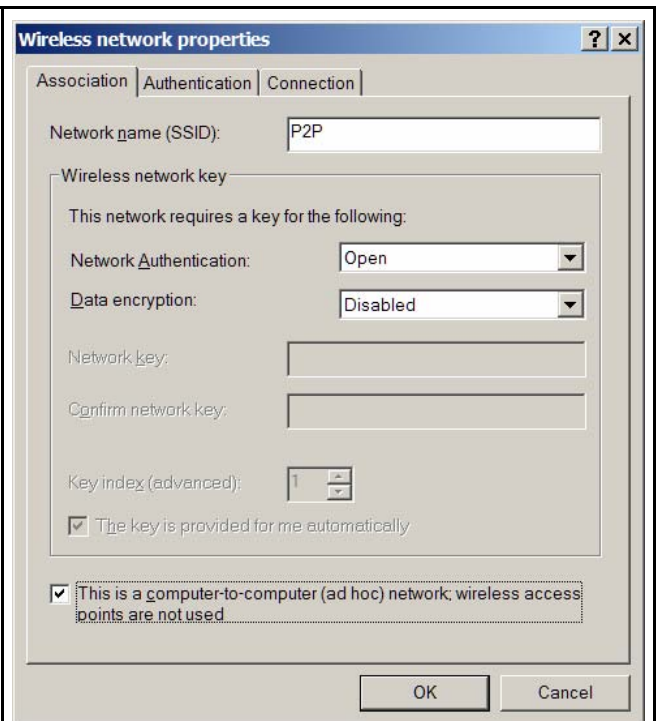 Wireless network properties
Association Authentication Connection
Network name (SSID): P2P
Wireless network key
This network requires a key for the following:
Network Authentication: Open
Data encryption: Disabled
Network key:
Confirm network key:
Key index (advanced): 1
The key is provided for me automatically
This is a computer-to-computer (ad hoc) network; wireless access
points are not used
OK Cancel